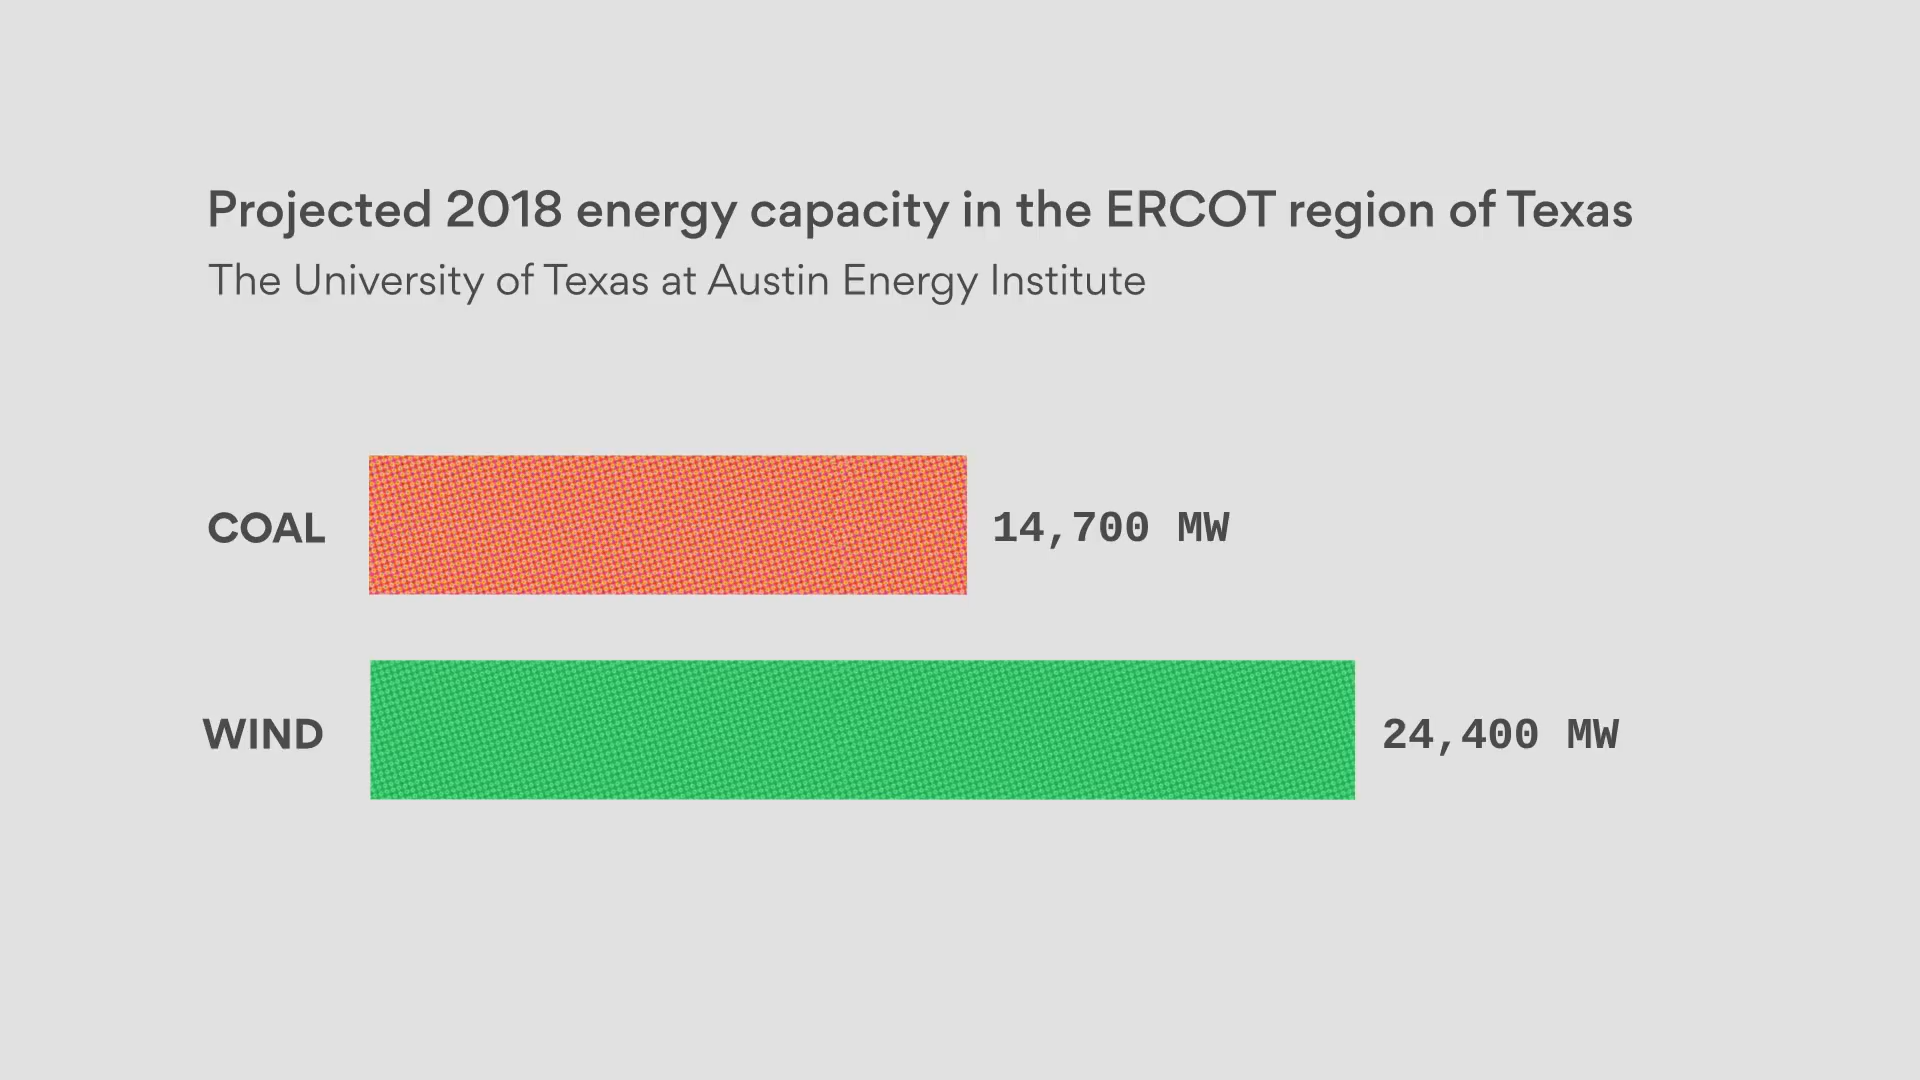 Projected 2018 energy capacity in the ERCOT region of Texas
The University of Texas at Austin Energy Institute
COAL 14,700 MW
WIND 24,400 MW